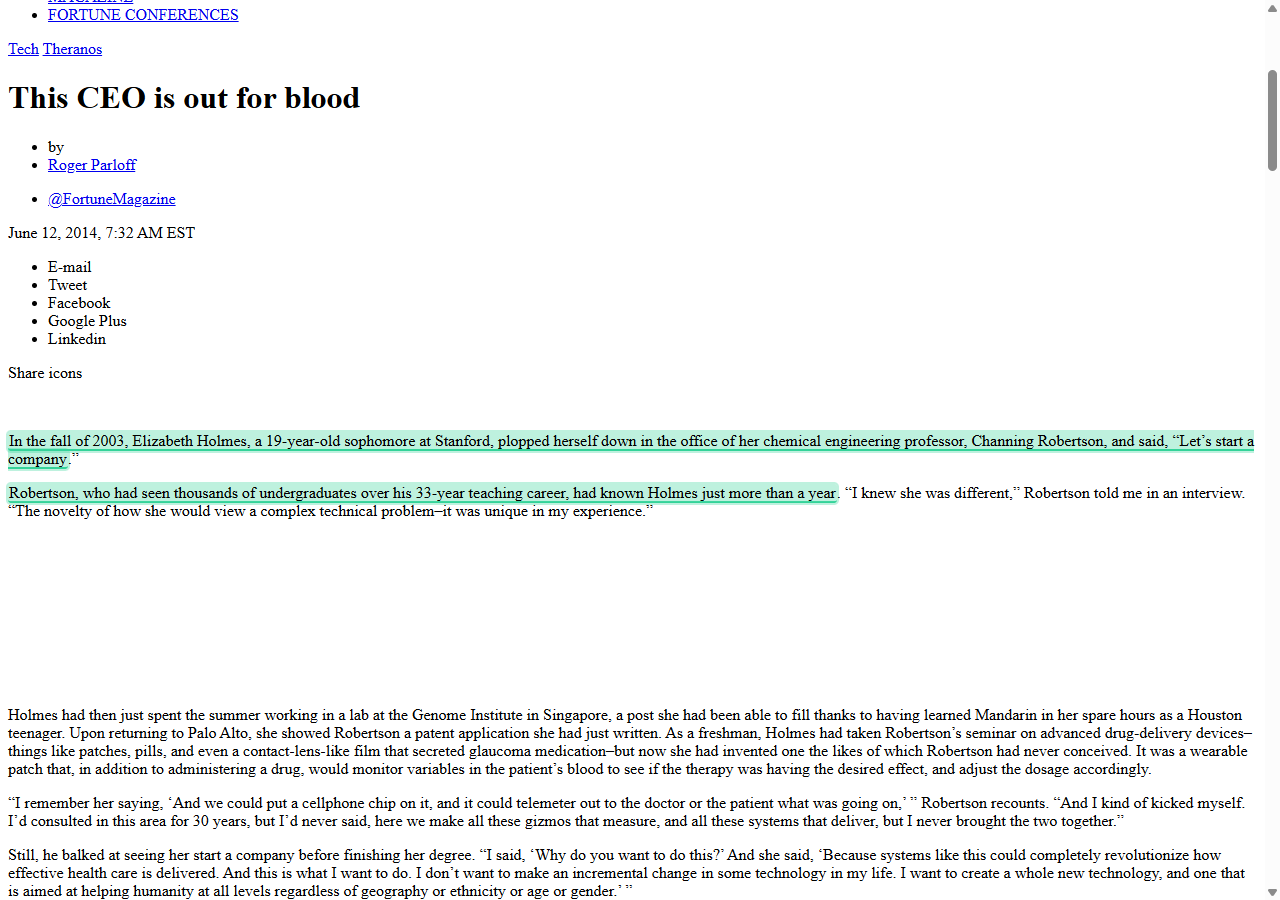 MAGAZINE
FORTUNE CONFERENCES
Tech Theranos
This CEO is out for blood
by
Roger Parloff
@FortuneMagazine
June 12, 2014, 7:32 AM EST
E-mail
Tweet
Facebook
Google Plus
Linkedin
Share icons
In the fall of 2003, Elizabeth Holmes, a 19-year-old sophomore at Stanford, plopped herself down in the office of her chemical engineering professor, Channing Robertson, and said, “Let’s start a
company.”
Robertson, who had seen thousands of undergraduates over his 33-year teaching career, had known Holmes just more than a year. “I knew she was different,” Robertson told me in an interview.
“The novelty of how she would view a complex technical problem–it was unique in my experience.”
Holmes had then just spent the summer working in a lab at the Genome Institute in Singapore, a post she had been able to fill thanks to having learned Mandarin in her spare hours as a Houston
teenager. Upon returning to Palo Alto, she showed Robertson a patent application she had just written. As a freshman, Holmes had taken Robertson’s seminar on advanced drug-delivery devices–
things like patches, pills, and even a contact-lens-like film that secreted glaucoma medication–but now she had invented one the likes of which Robertson had never conceived. It was a wearable
patch that, in addition to administering a drug, would monitor variables in the patient’s blood to see if the therapy was having the desired effect, and adjust the dosage accordingly.
“I remember her saying, ‘And we could put a cellphone chip on it, and it could telemeter out to the doctor or the patient what was going on,’ ” Robertson recounts. “And I kind of kicked myself.
I’d consulted in this area for 30 years, but I’d never said, here we make all these gizmos that measure, and all these systems that deliver, but I never brought the two together.”
Still, he balked at seeing her start a company before finishing her degree. “I said, ‘Why do you want to do this?’ And she said, ‘Because systems like this could completely revolutionize how
effective health care is delivered. And this is what I want to do. I don’t want to make an incremental change in some technology in my life. I want to create a whole new technology, and one that
is aimed at helping humanity at all levels regardless of geography or ethnicity or age or gender.’ ”